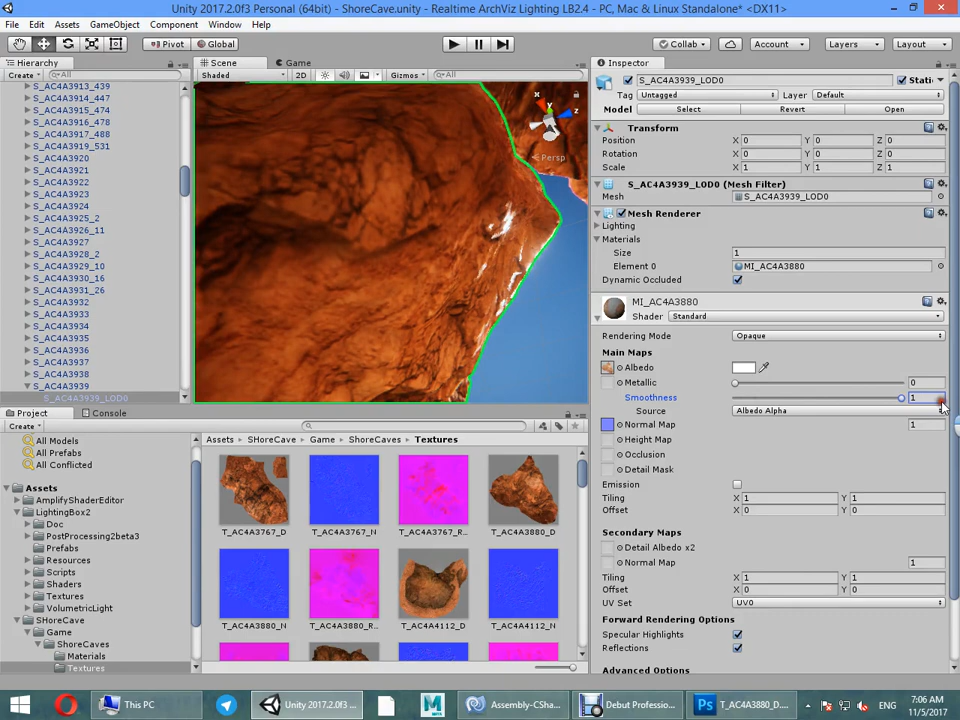 Unity 2017.2.0f3 Personal (64bit) - ShoreCave.unity - Realtime ArchViz Lighting LB2.4 - PC, Mac & Linux Standalone* <DX11>
File Edit Assets GameObject Component Window Help
Pivot Global Collab Account Layers Layout
Hierarchy
Create All
S_AC4A3913_439
S_AC4A3914_447
S_AC4A3915_474
S_AC4A3916_478
S_AC4A3917_488
S_AC4A3919_531
S_AC4A3920
S_AC4A3921
S_AC4A3922
S_AC4A3923
S_AC4A3924
S_AC4A3925_2
S_AC4A3926_11
S_AC4A3927
S_AC4A3928_2
S_AC4A3929_10
S_AC4A3930_16
S_AC4A3931_26
S_AC4A3932
S_AC4A3933
S_AC4A3934
S_AC4A3935
S_AC4A3936
S_AC4A3937
S_AC4A3938
S_AC4A3939
S_AC4A3939_LOD0
Scene Game
Shaded 2D Gizmos All
x y z
Persp
Project Console
Create
All Models
All Prefabs
All Conflicted
Assets
AmplifyShaderEditor
LightingBox2
Doc
PostProcessing2beta3
Prefabs
Resources
Scripts
Shaders
Textures
VolumetricLight
SHoreCave
Game
ShoreCaves
Materials
Textures
Assets SHoreCave Game ShoreCaves Textures
T_AC4A3767_D T_AC4A3767_N T_AC4A3767_R... T_AC4A3880_D
T_AC4A3880_N T_AC4A3880_R... T_AC4A4112_D T_AC4A4112_N
Inspector
S_AC4A3939_LOD0 Stati
Tag Untagged Layer Default
Model Select Revert Open
Transform
Position X 0 Y 0 Z 0
Rotation X 0 Y 0 Z 0
Scale X 1 Y 1 Z 1
S_AC4A3939_LOD0 (Mesh Filter)
Mesh S_AC4A3939_LOD0
Mesh Renderer
Lighting
Materials
Size 1
Element 0 MI_AC4A3880
Dynamic Occluded
MI_AC4A3880
Shader Standard
Rendering Mode Opaque
Main Maps
Albedo
Metallic 0
Smoothness 1
Source Albedo Alpha
Normal Map 1
Height Map
Occlusion
Detail Mask
Emission
Tiling X 1 Y 1
Offset X 0 Y 0
Secondary Maps
Detail Albedo x2
Normal Map 1
Tiling X 1 Y 1
Offset X 0 Y 0
UV Set UV0
Forward Rendering Options
Specular Highlights
Reflections
Advanced Options
This PC Unity 2017.2.0f3 ... Assembly-CSha... Debut Professio... T_AC4A3880_D.... ENG 7:06 AM
11/5/2017